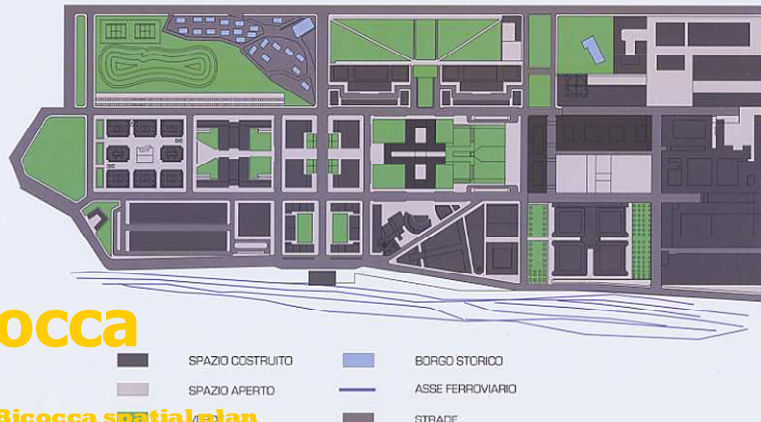 occa
SPAZIO COSTRUITO
BORGO STORICO
SPAZIO APERTO
ASSE FERROVIARIO
Bicocca spatial plan
STRADE